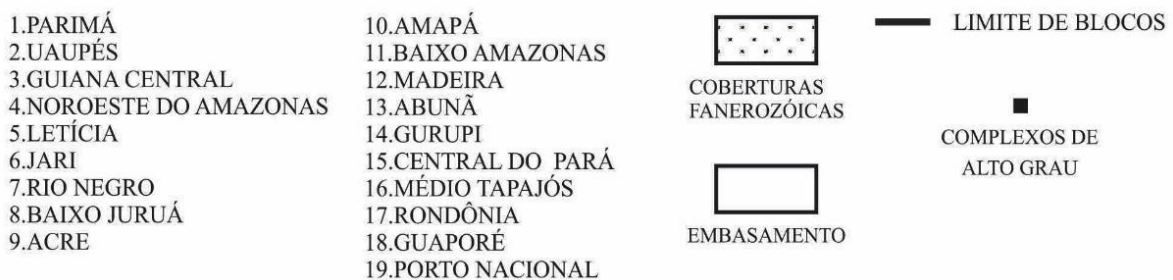 1.PARIMÁ
2.UAUPÉS
3.GUIANA CENTRAL
4.NOROESTE DO AMAZONAS
5.LETÍCIA
6.JARI
7.RIO NEGRO
8.BAIXO JURUÁ
9.ACRE
10.AMAPÁ
11.BAIXO AMAZONAS
12.MADEIRA
13.ABUNÃ
14.GURUPI
15.CENTRAL DO PARÁ
16.MÉDIO TAPAJÓS
17.RONDÔNIA
18.GUAPORÉ
19.PORTO NACIONAL
COBERTURAS
FANEROZÓICAS
EMBASAMENTO
LIMITE DE BLOCOS
COMPLEXOS DE
ALTO GRAU